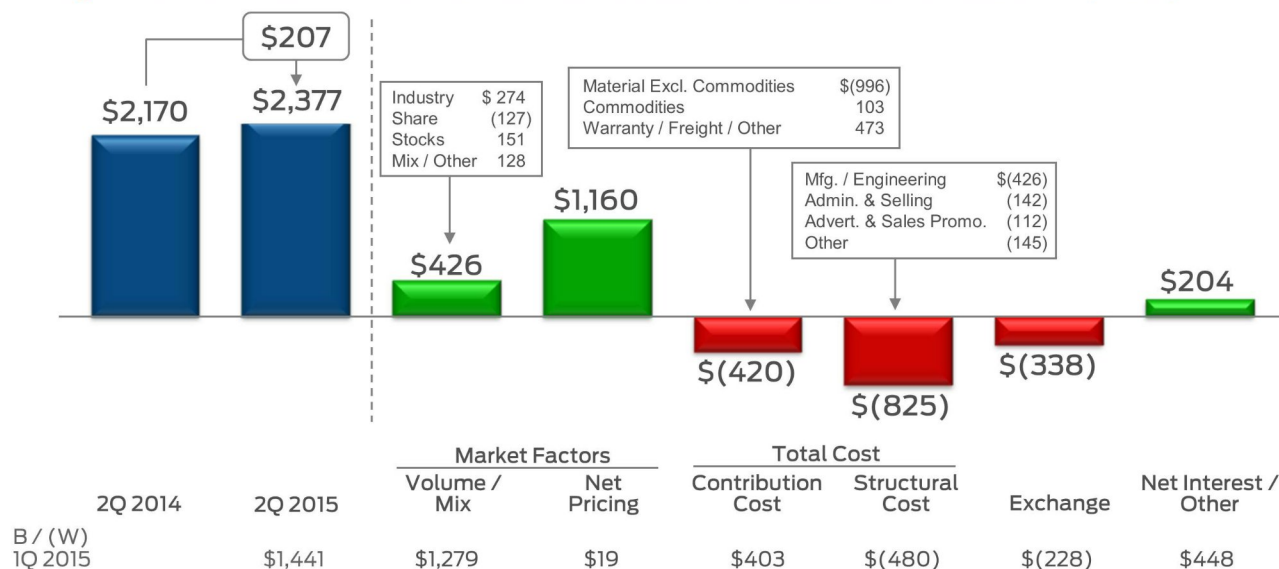 $207
$2,170
$2,377
Industry $ 274
Share (127)
Stocks 151
Mix / Other 128
$426
$1,160
Material Excl. Commodities $(996)
Commodities 103
Warranty / Freight / Other 473
Mfg. / Engineering $(426)
Admin. & Selling (142)
Advert. & Sales Promo. (112)
Other (145)
$(420)
$(825)
$(338)
$204
Market Factors
Total Cost
2Q 2014
2Q 2015
Volume /
Mix
Net
Pricing
Contribution
Cost
Structural
Cost
Exchange
Net Interest /
Other
B / (W)
1Q 2015 $1,441 $1,279 $19 $403 $(480) $(228) $448